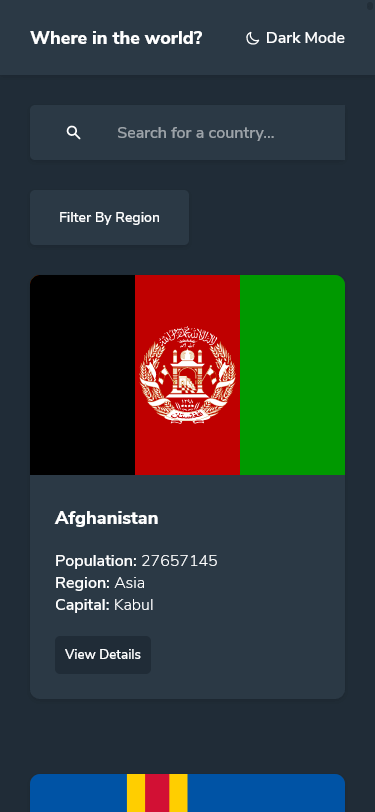 Where in the world?
Dark Mode
Search for a country...
Filter By Region
Afghanistan
Population: 27657145
Region: Asia
Capital: Kabul
View Details